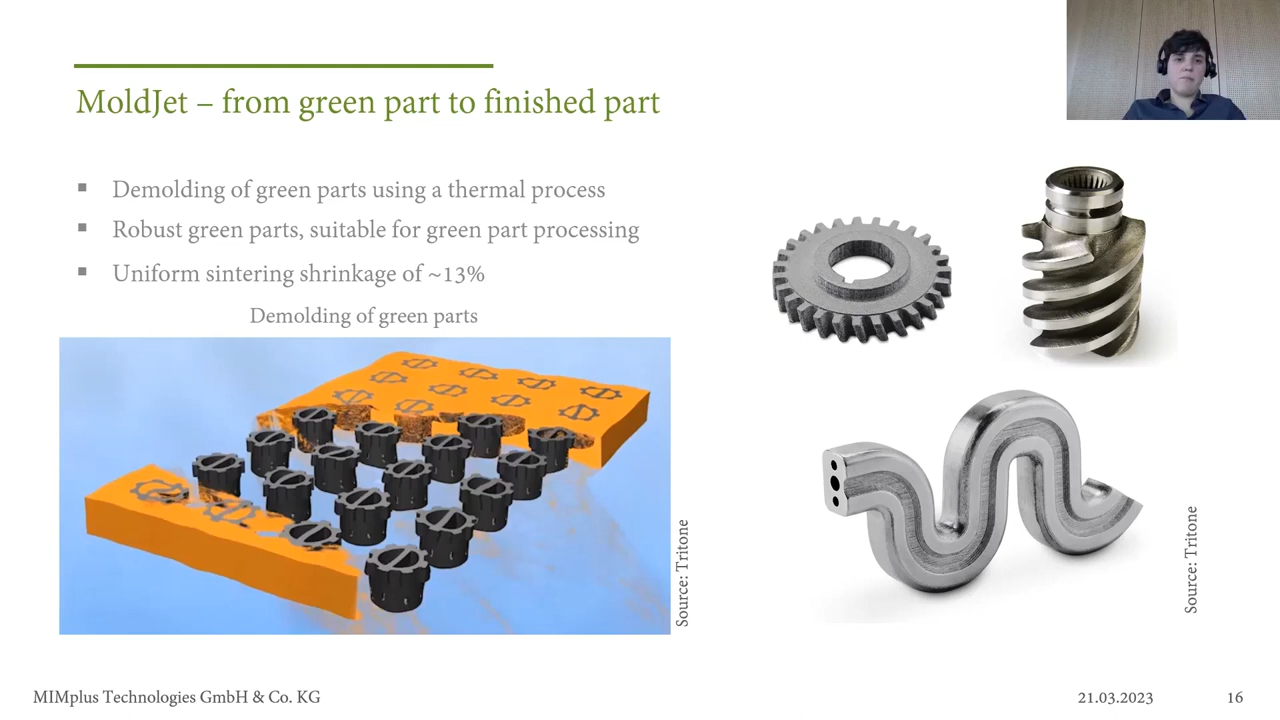 MoldJet – from green part to finished part
▪ Demolding of green parts using a thermal process
▪ Robust green parts, suitable for green part processing
▪ Uniform sintering shrinkage of ~13%
Demolding of green parts
Source: Tritone
Source: Tritone
MIMplus Technologies GmbH & Co. KG
21.03.2023
16